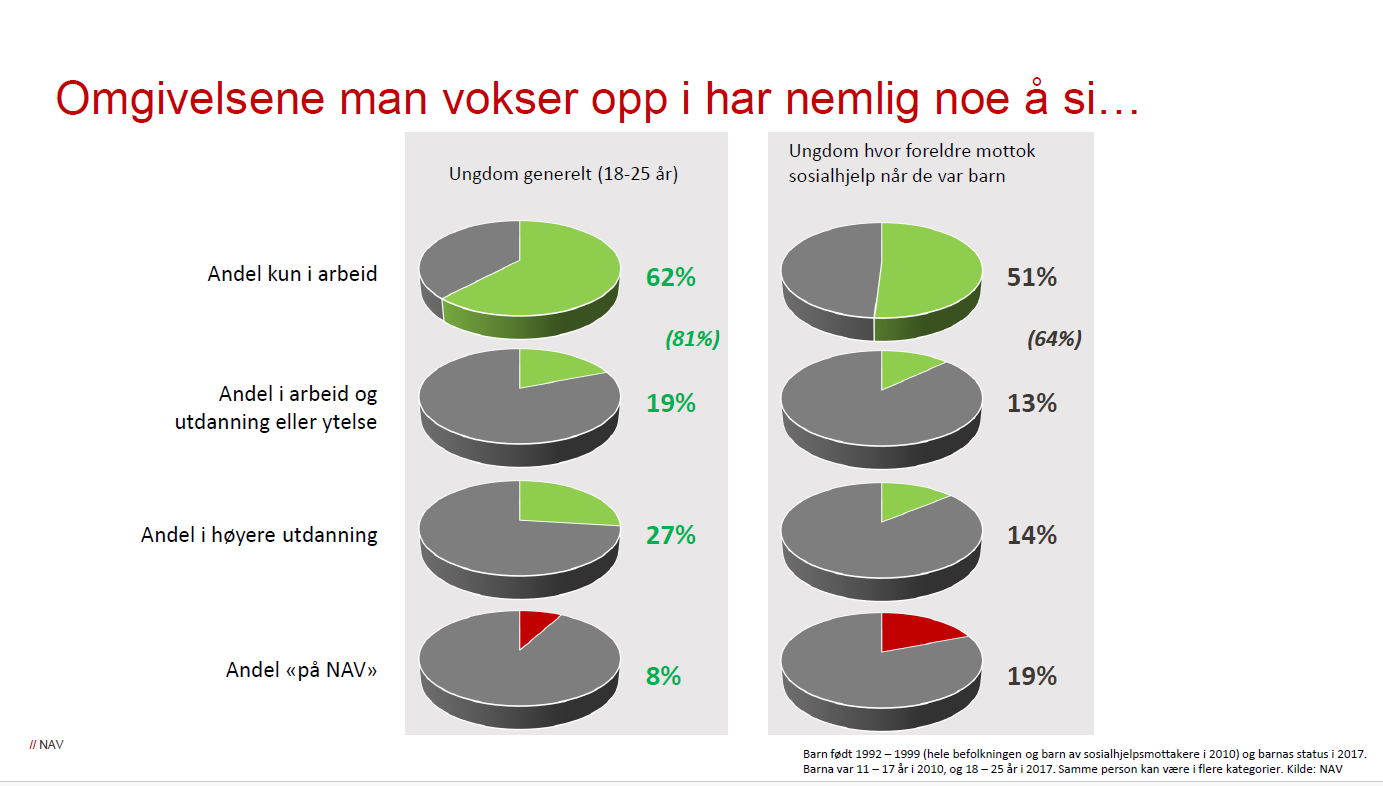 Omgivelsene man vokser opp i har nemlig noe å si…
Ungdom generelt (18-25 år)
Ungdom hvor foreldre mottok
sosialhjelp når de var barn
Andel kun i arbeid
62%
51%
(81%)
(64%)
Andel i arbeid og
utdanning eller ytelse
19%
13%
Andel i høyere utdanning
27%
14%
Andel «på NAV»
8%
19%
// NAV
Barn født 1992 – 1999 (hele befolkningen og barn av sosialhjelpsmottakere i 2010) og barnas status i 2017.
Barna var 11 – 17 år i 2010, og 18 – 25 år i 2017. Samme person kan være i flere kategorier. Kilde: NAV